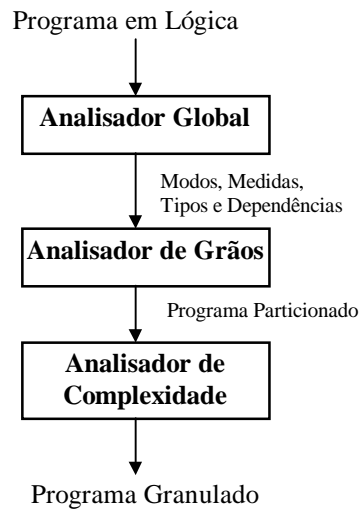 Programa em Lógica
Analisador Global
Modos, Medidas,
Tipos e Dependências
Analisador de Grãos
Programa Particionado
Analisador de
Complexidade
Programa Granulado